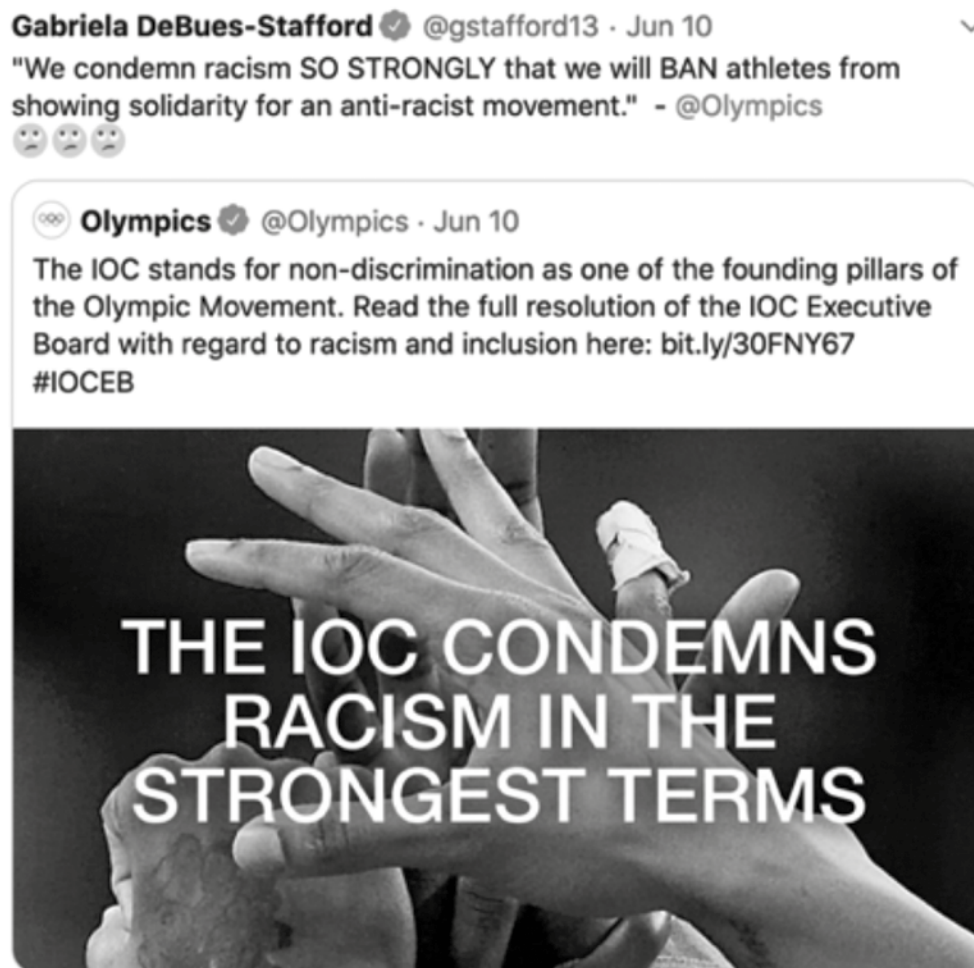 Gabriela DeBues-Stafford @gstafford13 · Jun 10
"We condemn racism SO STRONGLY that we will BAN athletes from
showing solidarity for an anti-racist movement." - @Olympics
🙄🙄🙄
Olympics @Olympics · Jun 10
The IOC stands for non-discrimination as one of the founding pillars of
the Olympic Movement. Read the full resolution of the IOC Executive
Board with regard to racism and inclusion here: bit.ly/30FNY67
#IOCEB
THE IOC CONDEMNS
RACISM IN THE
STRONGEST TERMS